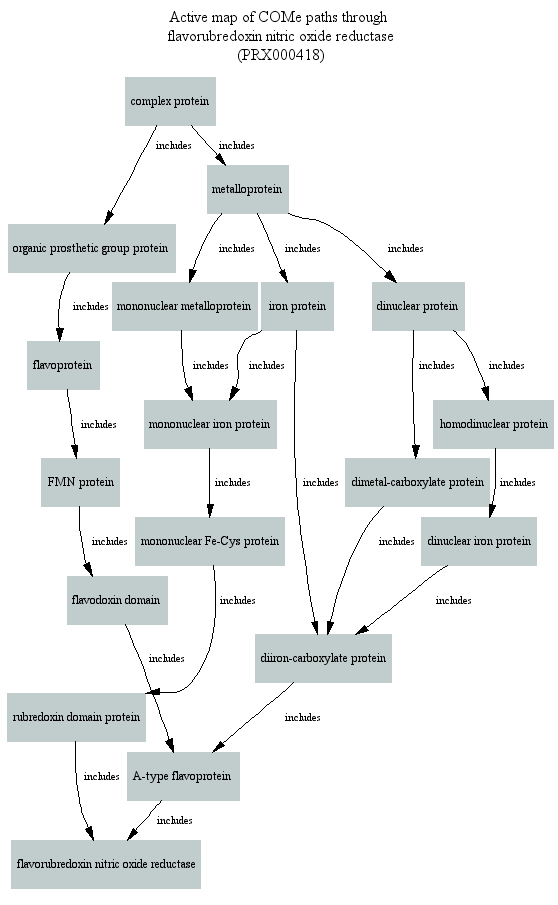 Active map of COMe paths through
flavorubredoxin nitric oxide reductase
(PRX000418)
complex protein
includes
includes
metalloprotein
organic prosthetic group protein
includes
includes
includes
includes
mononuclear metalloprotein
iron protein
dinuclear protein
flavoprotein
includes
includes
includes
includes
includes
mononuclear iron protein
homodinuclear protein
FMN protein
includes
includes
dimetal-carboxylate protein
includes
includes
mononuclear Fe-Cys protein
includes
dinuclear iron protein
flavodoxin domain
includes
includes
includes
diiron-carboxylate protein
rubredoxin domain protein
includes
includes
A-type flavoprotein
includes
flavorubredoxin nitric oxide reductase